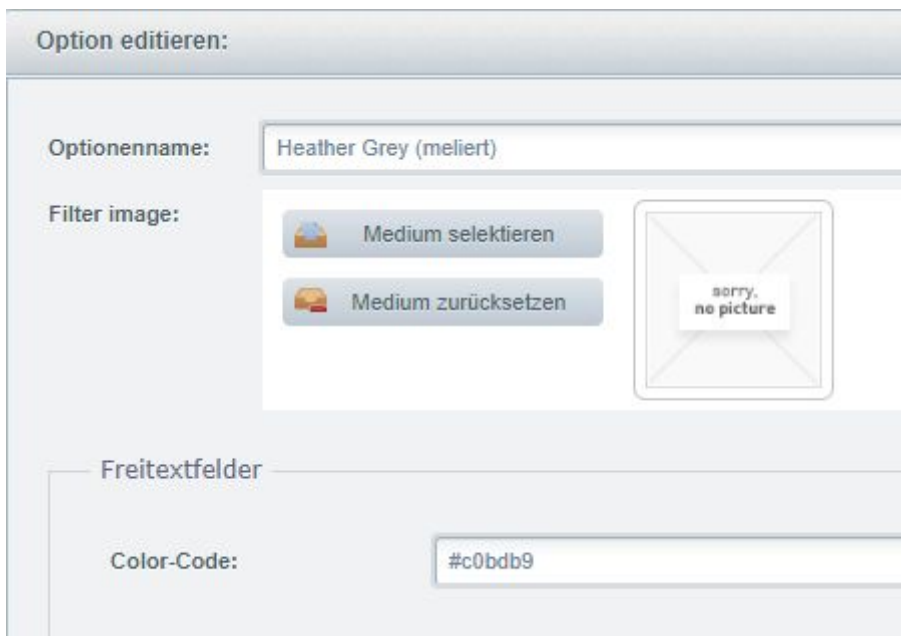 Option editieren:
Optionenname:
Heather Grey (meliert)
Filter image:
Medium selektieren
Medium zurücksetzen
sorry,
no picture
Freitextfelder
Color-Code:
#c0bdb9